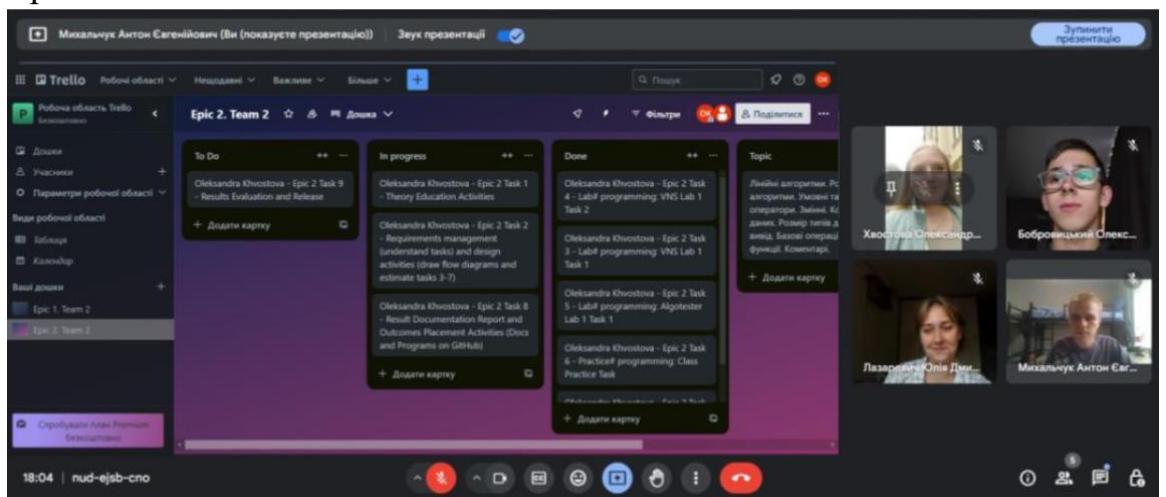 Михальчук Антон Євгенійович (Ви (показуєте презентацію))
Звук презентації
Зупинити
презентацію
Trello
Робочі області
Нещодавні
Важливе
Більше
Пошук
P
Робоча область Trello
Безкоштовно
Дошки
Учасники
Параметри робочої області
Види робочої області
Таблиця
Календар
Ваші дошки
Epic 1. Team 2
Epic 2. Team 2
Спробувати план Premium
безкоштовно
Epic 2. Team 2
Дошка
Фільтри
Поділитися
To Do
Oleksandra Khvostova - Epic 2 Task 9
- Results Evaluation and Release
+ Додати картку
In progress
Oleksandra Khvostova - Epic 2 Task 1
- Theory Education Activities
Oleksandra Khvostova - Epic 2 Task 2
- Requirements management
(understand tasks) and design
activities (draw flow diagrams and
estimate tasks 3-7)
Oleksandra Khvostova - Epic 2 Task 8
- Result Documentation Report and
Outcomes Placement Activities (Docs
and Programs on GitHub)
+ Додати картку
Done
Oleksandra Khvostova - Epic 2 Task
4 - Lab# programming: VNS Lab 1
Task 2
Oleksandra Khvostova - Epic 2 Task
3 - Lab# programming: VNS Lab 1
Task 1
Oleksandra Khvostova - Epic 2 Task
5 - Lab# programming: Algotester
Lab 1 Task 1
Oleksandra Khvostova - Epic 2 Task
6 - Practice# programming: Class
Practice Task
+ Додати картку
Topic
Лінійні алгоритми. Ро
алгоритми. Умовні та
оператори. Змінні. Ко
даних. Розмір типів д
вивід. Базові операці
функції. Коментарі.
+ Додати картку
Хвостова Олександр...
Бобровицький Олекс...
Лазаревич Юлія Дми...
Михальчук Антон Євг...
18:04 | nud-ejsb-cno
5